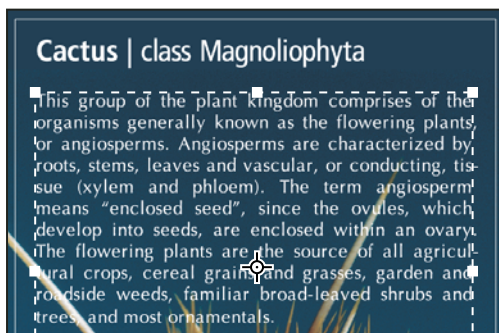 Cactus | class Magnoliophyta
This group of the plant kingdom comprises of the
organisms generally known as the flowering plants,
or angiosperms. Angiosperms are characterized by
roots, stems, leaves and vascular, or conducting, tis-
sue (xylem and phloem). The term angiosperm
means “enclosed seed”, since the ovules, which
develop into seeds, are enclosed within an ovary.
The flowering plants are the source of all agricul-
tural crops, cereal grains and grasses, garden and
roadside weeds, familiar broad-leaved shrubs and
trees, and most ornamentals.